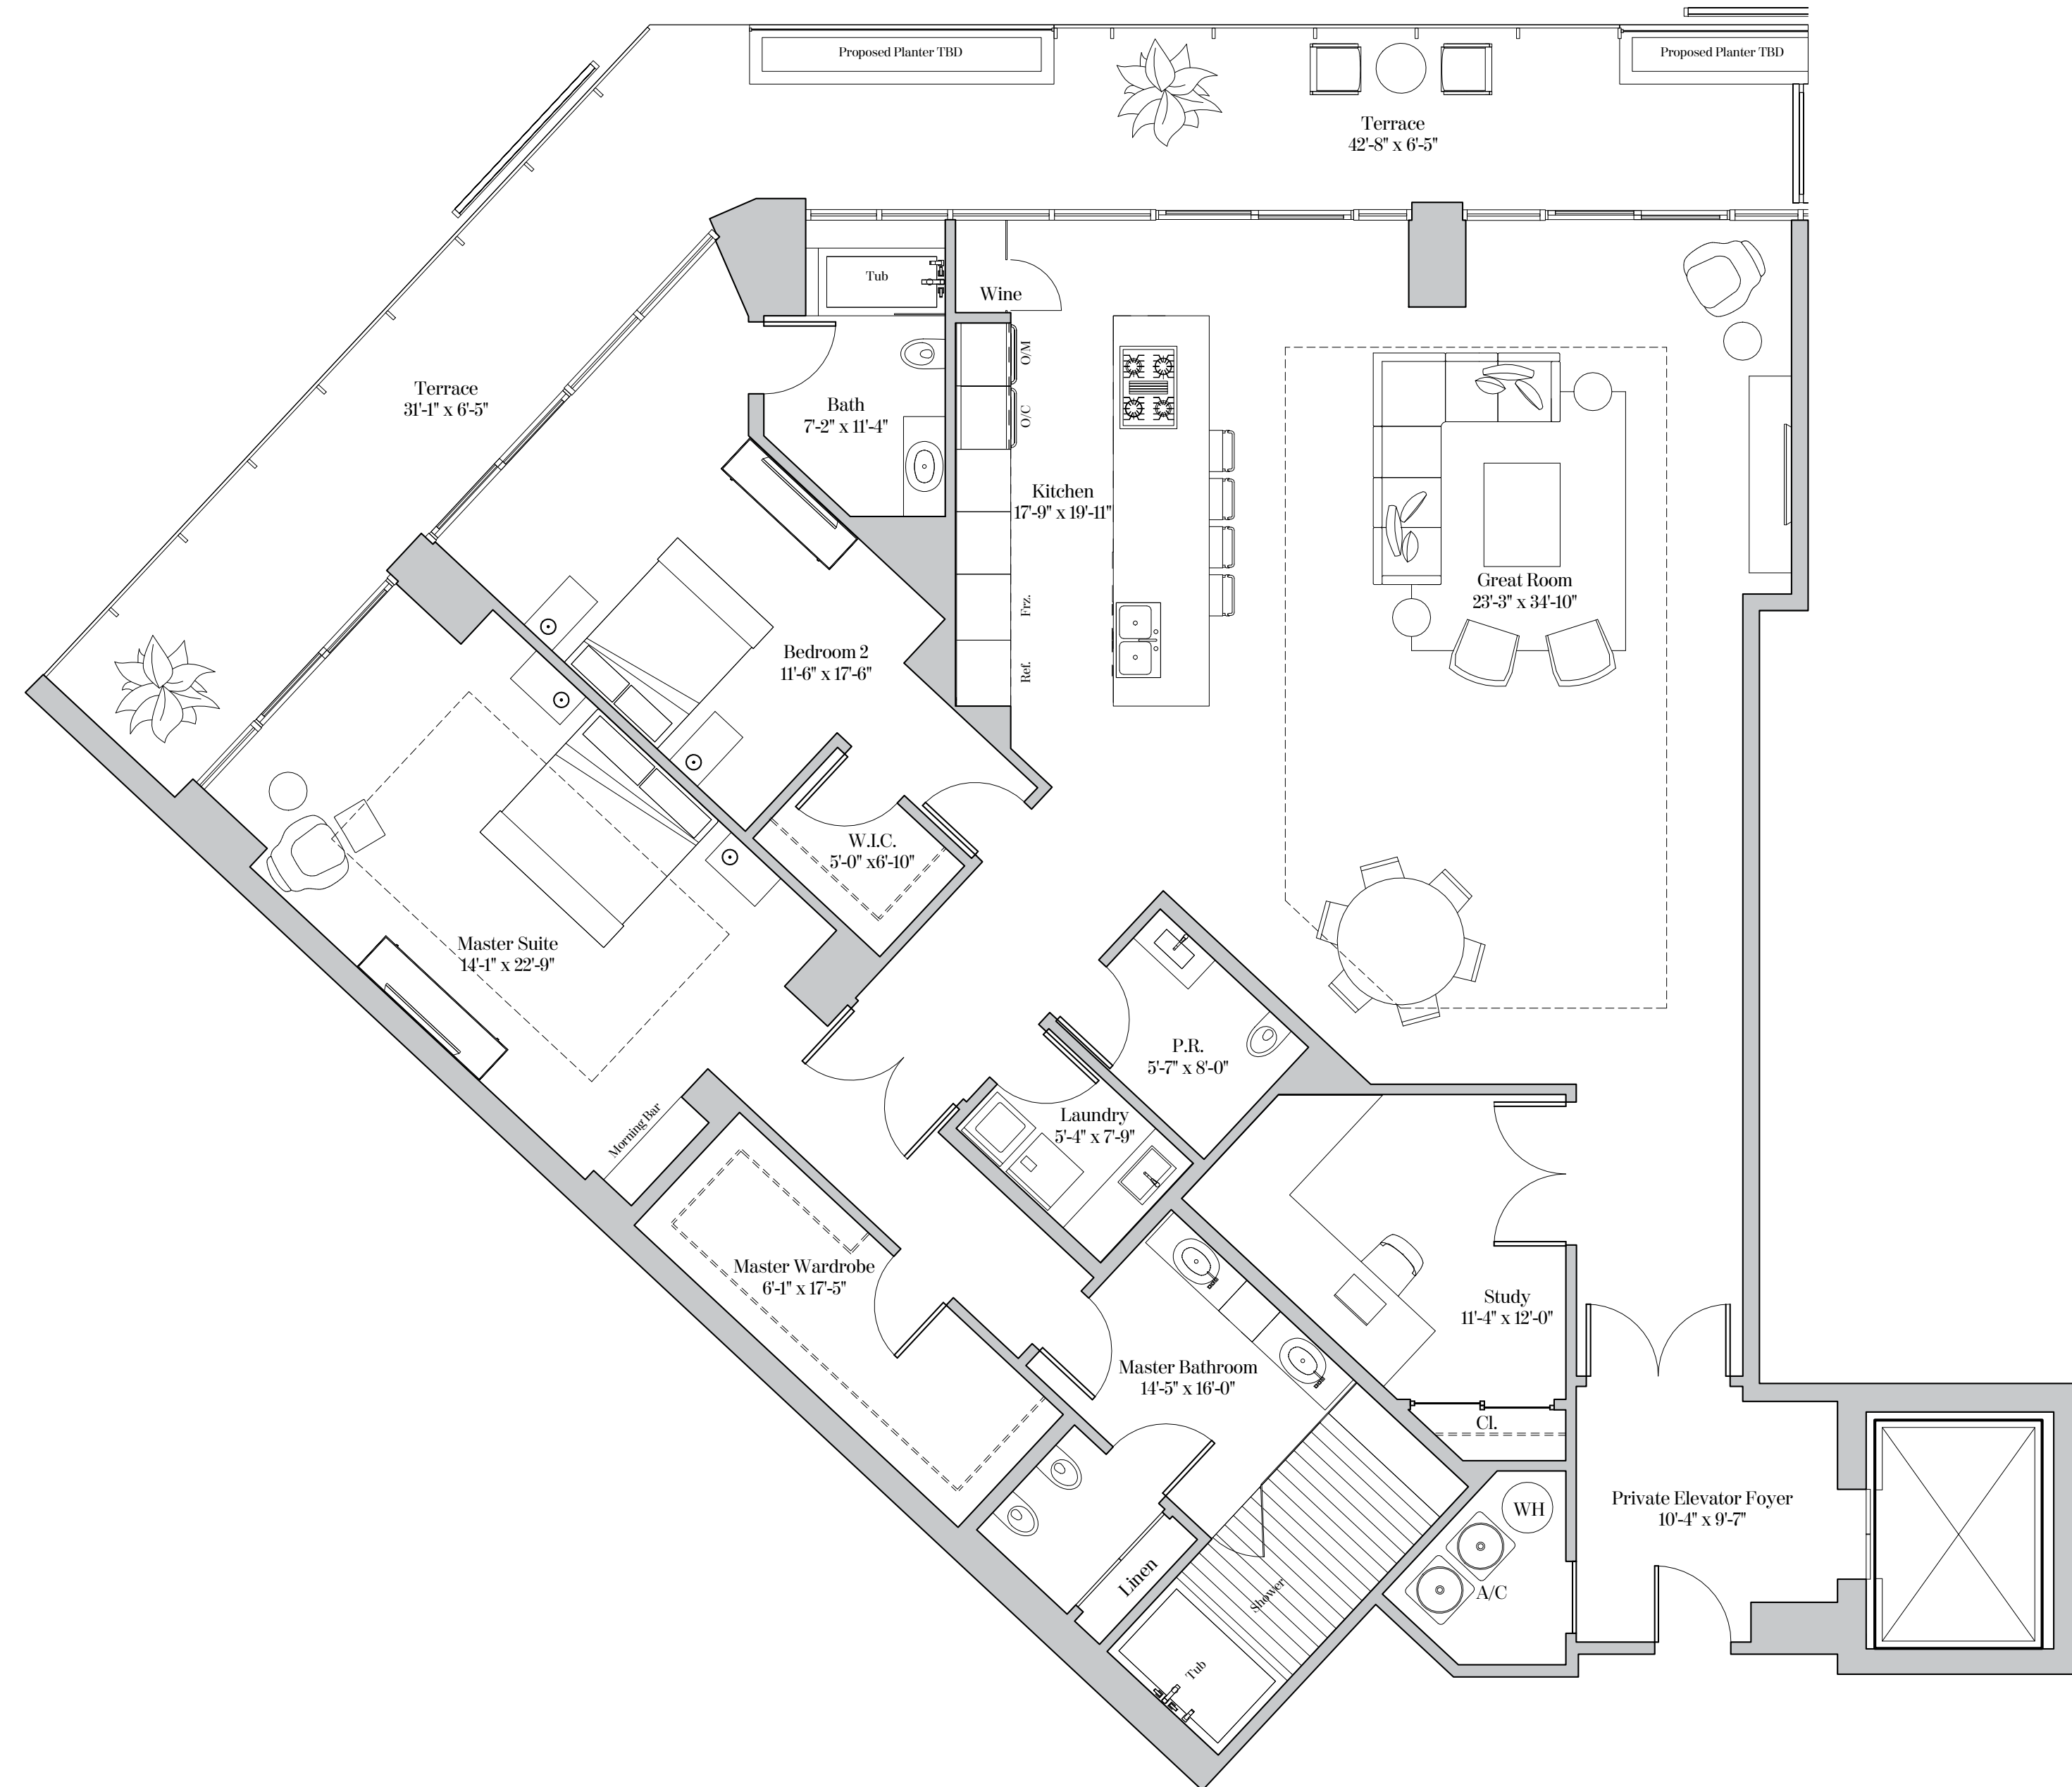 Proposed Planter TBD
Proposed Planter TBD
Terrace
42'-8" x 6'-5"
Tub
Wine
O/M
Terrace
31'-1" x 6'-5"
Bath
7'-2" x 11'-4"
O/C
Kitchen
17'-9" x 19'-11"
Great Room
23'-3" x 34'-10"
Frz.
Bedroom 2
11'-6" x 17'-6"
Ref.
W.I.C.
5'-0" x6'-10"
Master Suite
14'-1" x 22'-9"
P.R.
5'-7" x 8'-0"
Morning Bar
Laundry
5'-4" x 7'-9"
Master Wardrobe
6'-1" x 17'-5"
Study
11'-4" x 12'-0"
Master Bathroom
14'-5" x 16'-0"
Cl.
Private Elevator Foyer
10'-4" x 9'-7"
WH
Linen
Shower
A/C
Tub